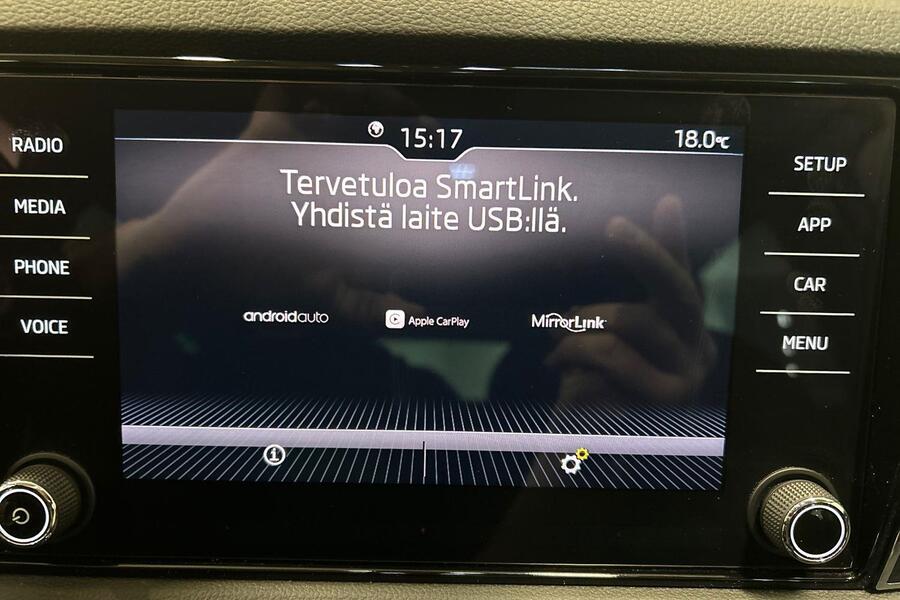 15:17
18.0°C
Tervetuloa SmartLink.
Yhdistä laite USB:llä.
androidauto
Apple CarPlay
MirrorLink
RADIO
MEDIA
PHONE
VOICE
SETUP
APP
CAR
MENU